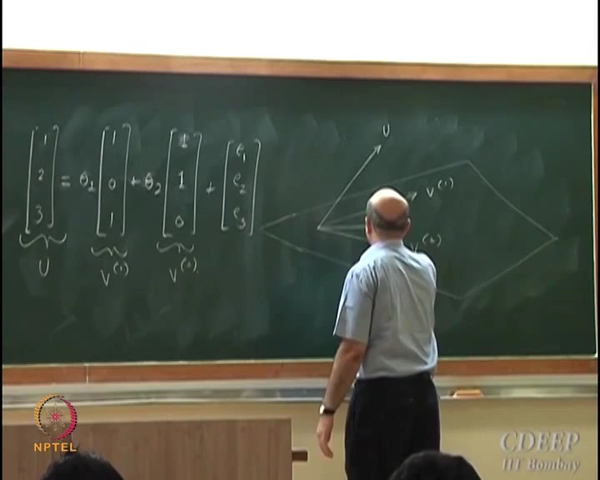 [1 2 3] = θ₁ [1 0 1] + θ₂ [1 1 0] + [e₁ e₂ e₃]
U V⁽¹⁾ V⁽²⁾
U
V⁽¹⁾
V⁽²⁾
NPTEL
CDEEP
IIT Bombay